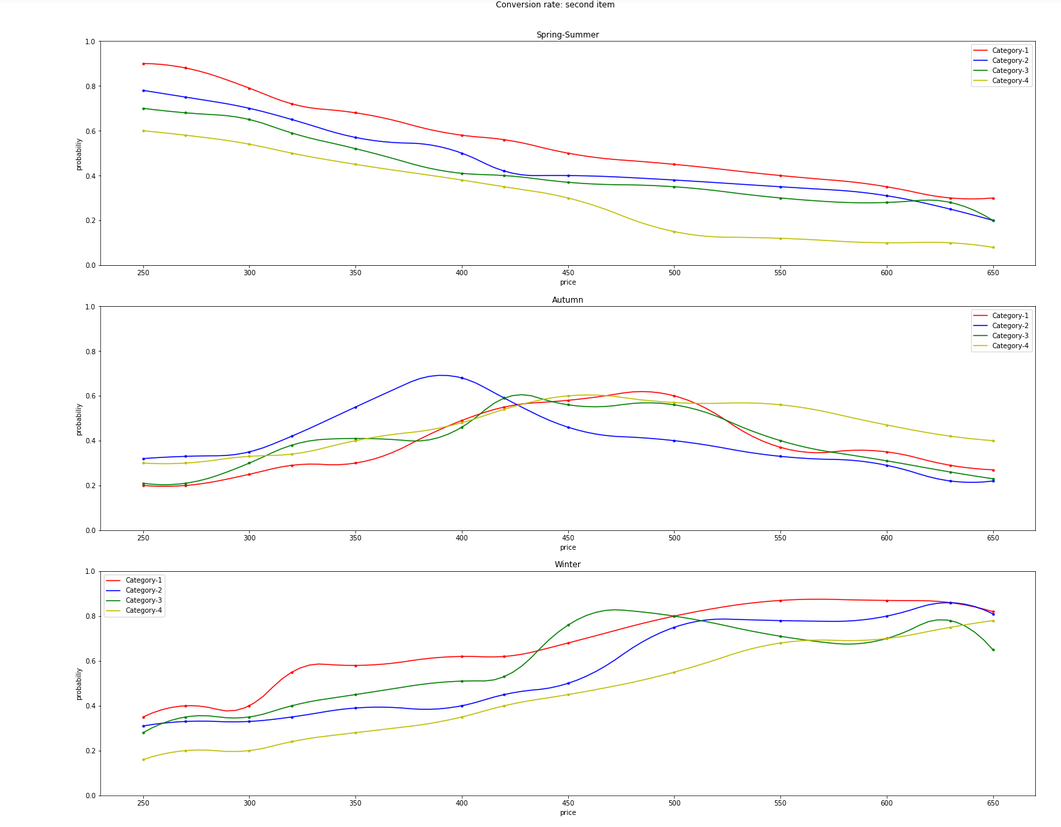 Conversion rate: second item
Spring-Summer
1.0
0.8
0.6
0.4
0.2
0.0
probabiliy
Category-1
Category-2
Category-3
Category-4
250 300 350 400 450 500 550 600 650
price
Autumn
1.0
0.8
0.6
0.4
0.2
0.0
probabiliy
Category-1
Category-2
Category-3
Category-4
250 300 350 400 450 500 550 600 650
price
Winter
1.0
0.8
0.6
0.4
0.2
0.0
probabiliy
Category-1
Category-2
Category-3
Category-4
250 300 350 400 450 500 550 600 650
price